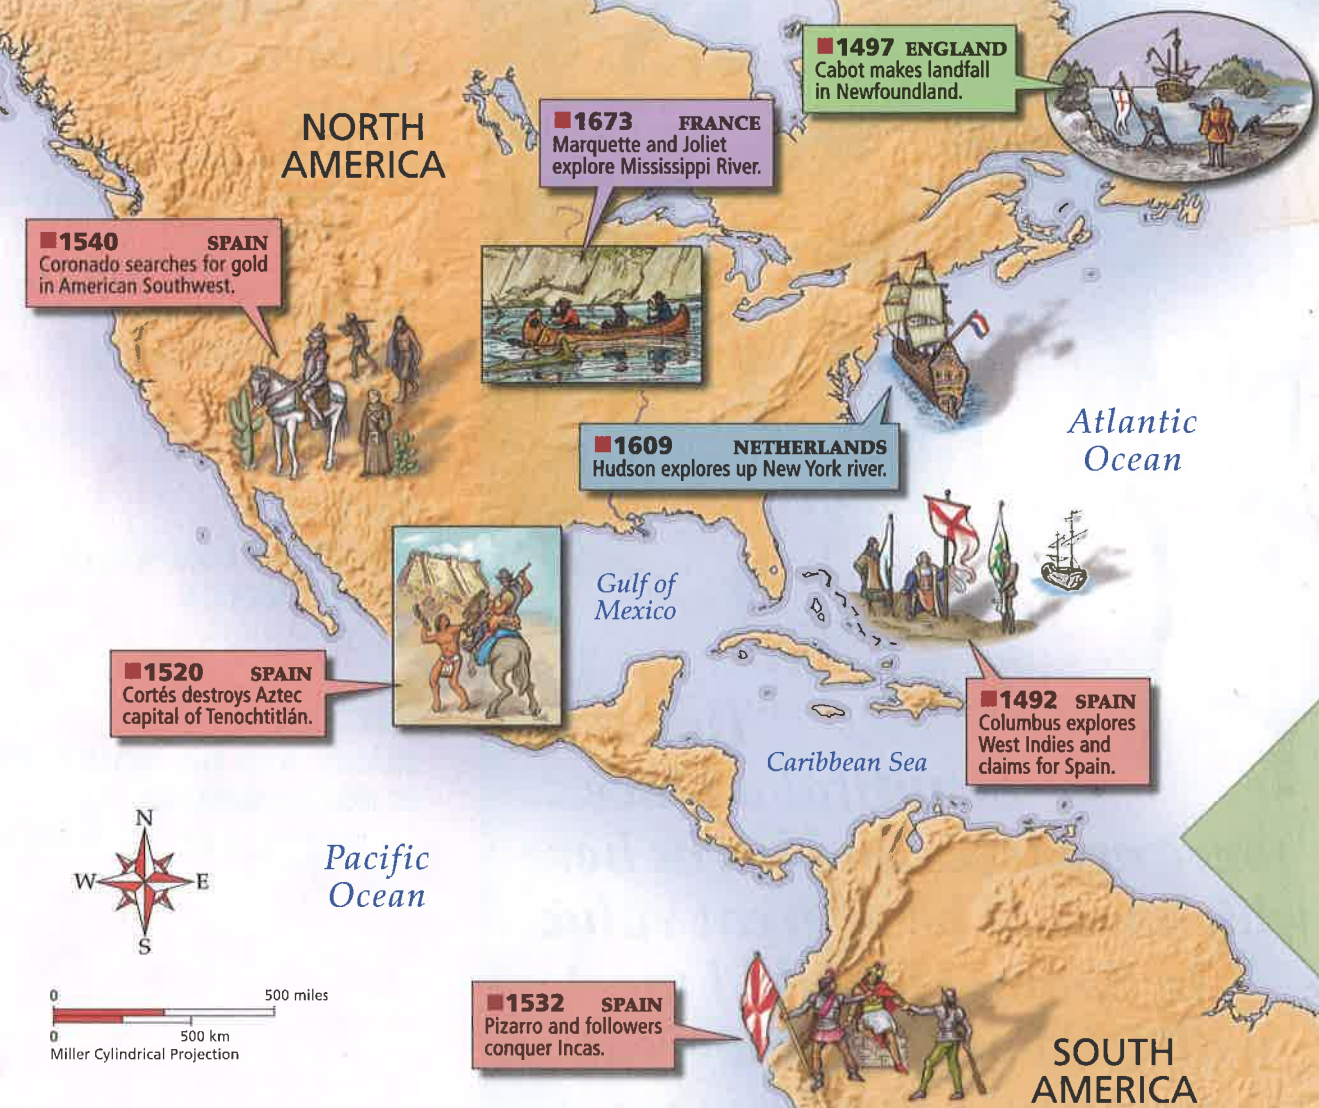 1497 ENGLAND
Cabot makes landfall
in Newfoundland.
NORTH
AMERICA
1673 FRANCE
Marquette and Joliet
explore Mississippi River.
1540 SPAIN
Coronado searches for gold
in American Southwest.
Atlantic
Ocean
1609 NETHERLANDS
Hudson explores up New York river.
Gulf of
Mexico
1520 SPAIN
Cortés destroys Aztec
capital of Tenochtitlán.
1492 SPAIN
Columbus explores
West Indies and
claims for Spain.
Caribbean Sea
N
W E
S
Pacific
Ocean
0 500 miles
0 500 km
Miller Cylindrical Projection
1532 SPAIN
Pizarro and followers
conquer Incas.
SOUTH
AMERICA